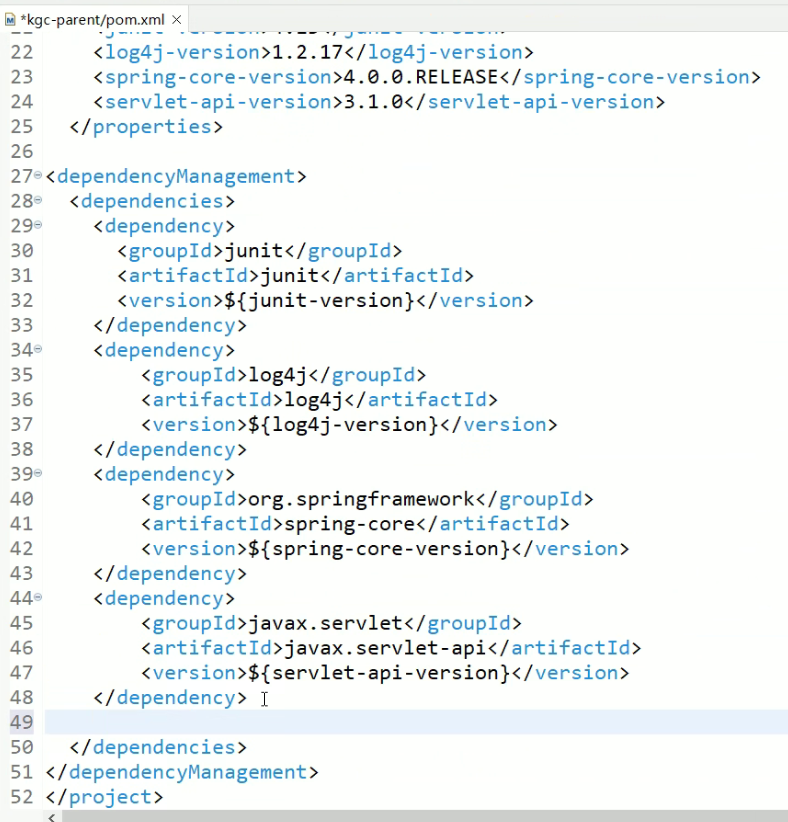 *kgc-parent/pom.xml
22 <log4j-version>1.2.17</log4j-version>
23 <spring-core-version>4.0.0.RELEASE</spring-core-version>
24 <servlet-api-version>3.1.0</servlet-api-version>
25 </properties>
26
27 <dependencyManagement>
28 <dependencies>
29 <dependency>
30 <groupId>junit</groupId>
31 <artifactId>junit</artifactId>
32 <version>${junit-version}</version>
33 </dependency>
34 <dependency>
35 <groupId>log4j</groupId>
36 <artifactId>log4j</artifactId>
37 <version>${log4j-version}</version>
38 </dependency>
39 <dependency>
40 <groupId>org.springframework</groupId>
41 <artifactId>spring-core</artifactId>
42 <version>${spring-core-version}</version>
43 </dependency>
44 <dependency>
45 <groupId>javax.servlet</groupId>
46 <artifactId>javax.servlet-api</artifactId>
47 <version>${servlet-api-version}</version>
48 </dependency>
49
50 </dependencies>
51 </dependencyManagement>
52 </project>